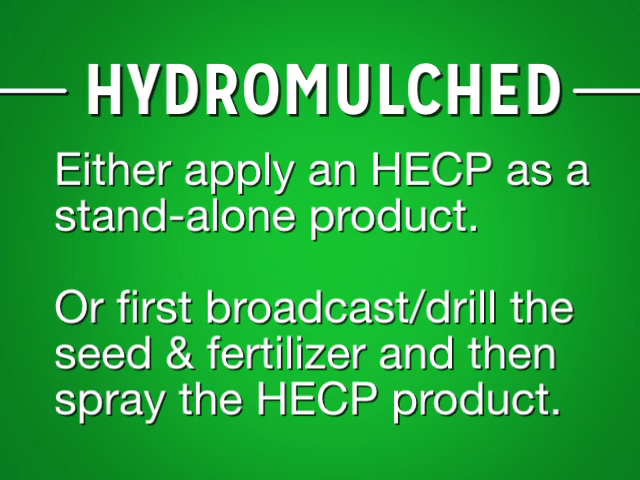 HYDROMULCHED
Either apply an HECP as a
stand-alone product.
Or first broadcast/drill the
seed & fertilizer and then
spray the HECP product.